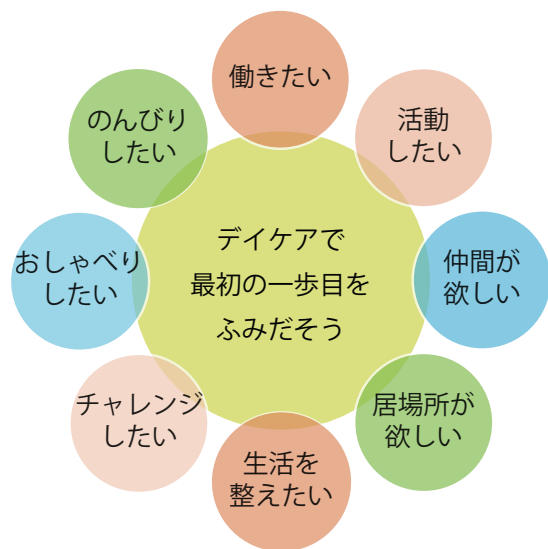 働きたい
活動
したい
仲間が
欲しい
居場所が
欲しい
生活を
整えたい
チャレンジ
したい
おしゃべり
したい
のんびり
したい
デイケアで
最初の一歩目を
ふみだそう